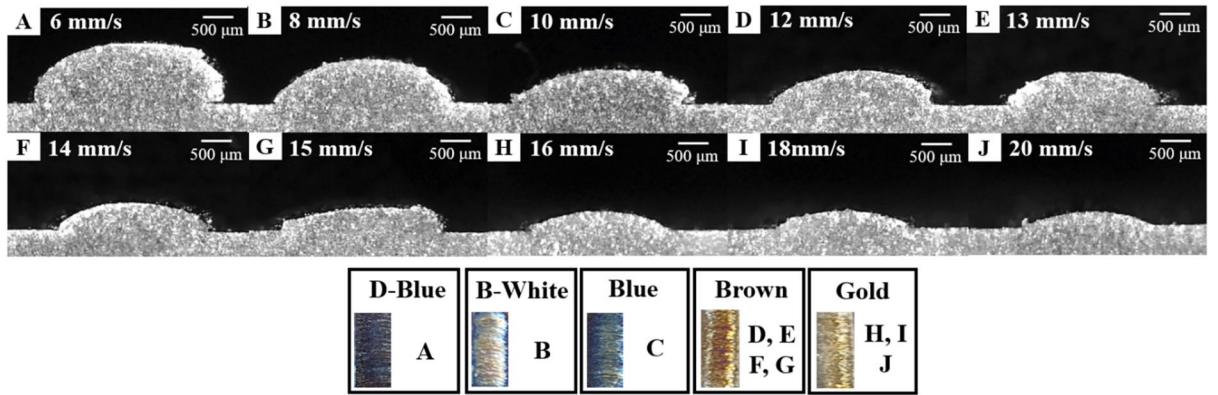 A 6 mm/s 500 μm B 8 mm/s 500 μm C 10 mm/s 500 μm D 12 mm/s 500 μm E 13 mm/s 500 μm
F 14 mm/s 500 μm G 15 mm/s 500 μm H 16 mm/s 500 μm I 18mm/s 500 μm J 20 mm/s 500 μm
D-Blue B-White Blue Brown Gold
A B C D, E H, I
F, G J